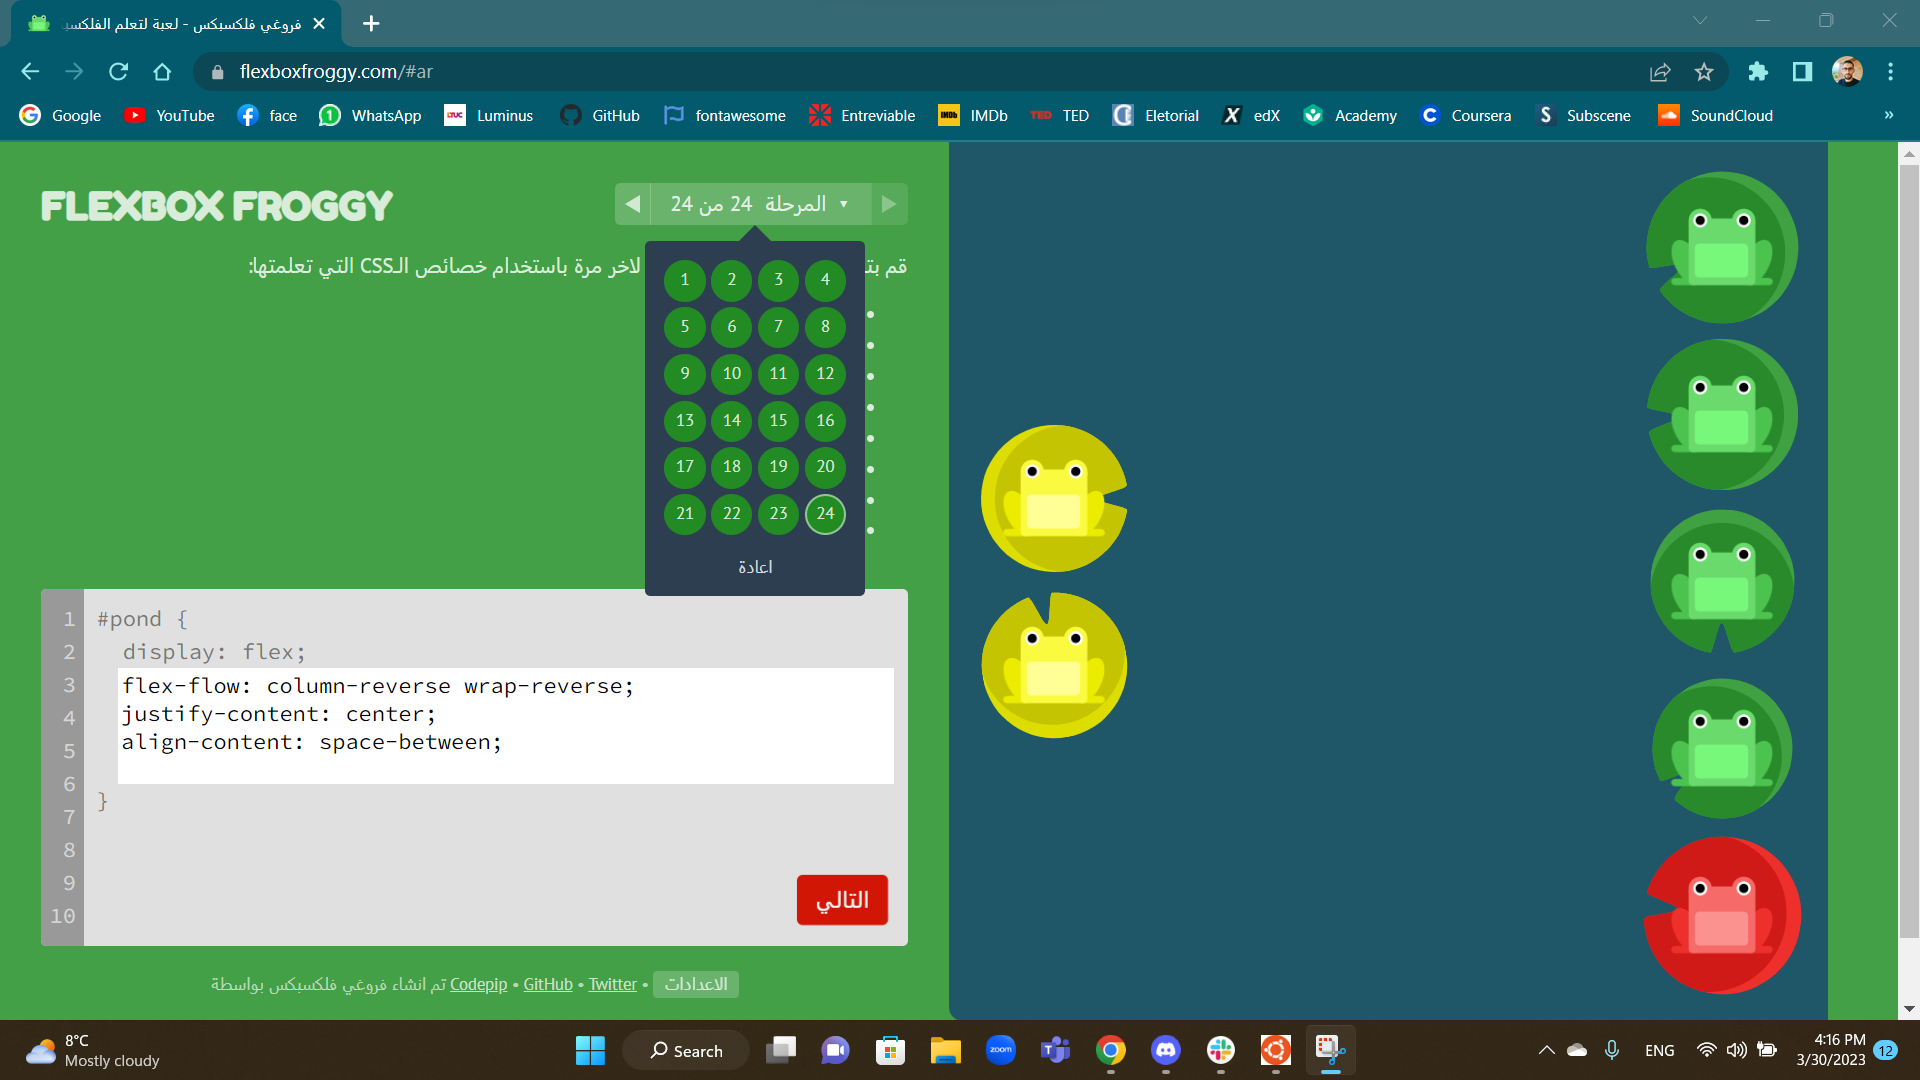 فروغي فلكسبكس - لعبة لتعلم الفلكسب
flexboxfroggy.com/#ar
Google YouTube face WhatsApp Luminus GitHub fontawesome Entreviable IMDb TED Eletorial edX Academy Coursera Subscene SoundCloud »
FLEXBOX FROGGY
المرحلة 24 من 24
قم بت لاخر مرة باستخدام خصائص الـCSS التي تعلمتها:
1 2 3 4
5 6 7 8
9 10 11 12
13 14 15 16
17 18 19 20
21 22 23 24
اعادة
1 #pond {
2 display: flex;
3 flex-flow: column-reverse wrap-reverse;
4 justify-content: center;
5 align-content: space-between;
6
7 }
8
9
10
التالي
تم انشاء فروغي فلكسبكس بواسطة Codepip • GitHub • Twitter • الاعدادات
8°C
Mostly cloudy
Search
zoom
ENG
4:16 PM
3/30/2023
12